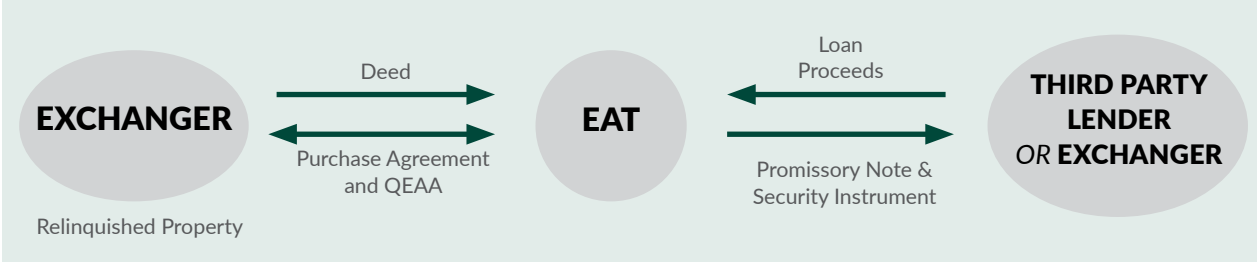 EXCHANGER
Relinquished Property
Deed
Purchase Agreement
and QEAA
EAT
Loan
Proceeds
Promissory Note &
Security Instrument
THIRD PARTY
LENDER
OR EXCHANGER